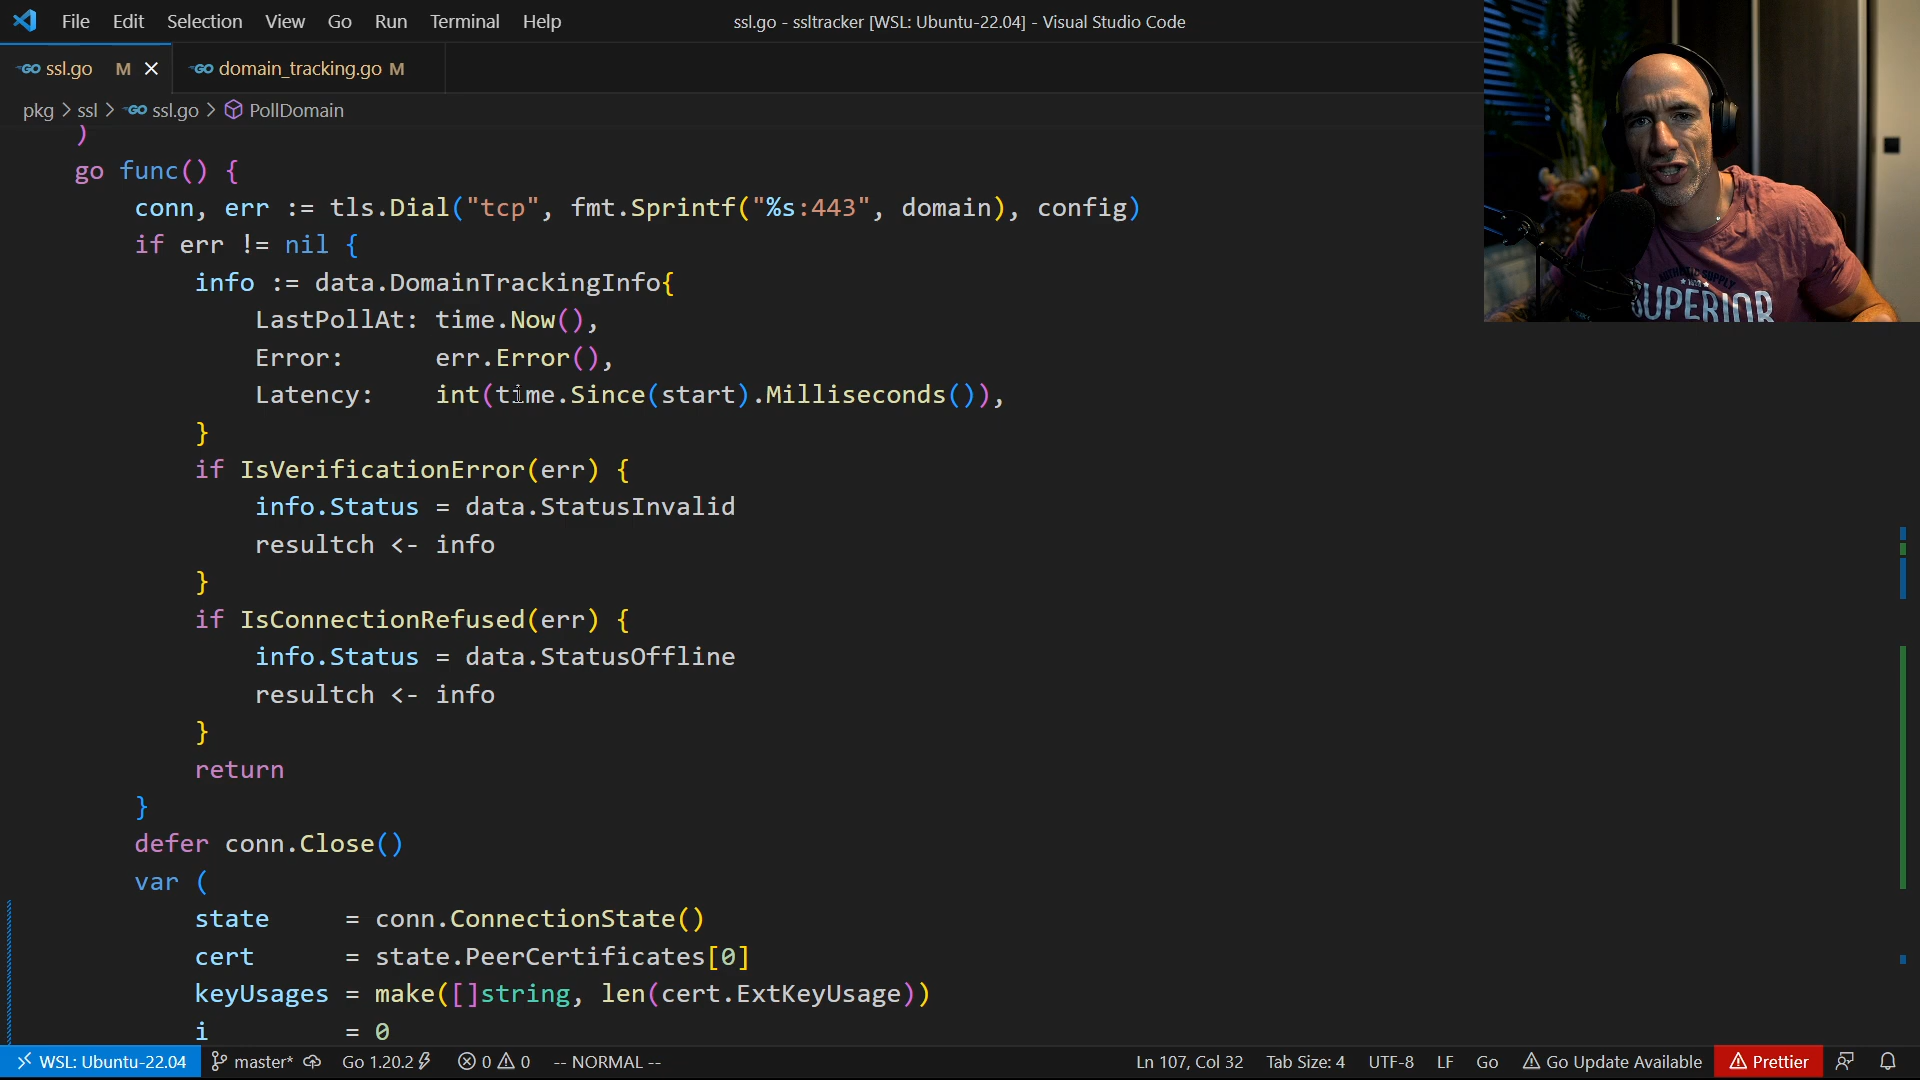 File Edit Selection View Go Run Terminal Help
ssl.go - ssltracker [WSL: Ubuntu-22.04] - Visual Studio Code
GO ssl.go M
GO domain_tracking.go M
pkg > ssl > GO ssl.go > PollDomain
)
go func() {
conn, err := tls.Dial("tcp", fmt.Sprintf("%s:443", domain), config)
if err != nil {
info := data.DomainTrackingInfo{
LastPollAt: time.Now(),
Error: err.Error(),
Latency: int(time.Since(start).Milliseconds()),
}
if IsVerificationError(err) {
info.Status = data.StatusInvalid
resultch <- info
}
if IsConnectionRefused(err) {
info.Status = data.StatusOffline
resultch <- info
}
return
}
defer conn.Close()
var (
state = conn.ConnectionState()
cert = state.PeerCertificates[0]
keyUsages = make([]string, len(cert.ExtKeyUsage))
i = 0
SUPERIOR
WSL: Ubuntu-22.04 master* Go 1.20.2 0 0 -- NORMAL -- Ln 107, Col 32 Tab Size: 4 UTF-8 LF Go Go Update Available Prettier